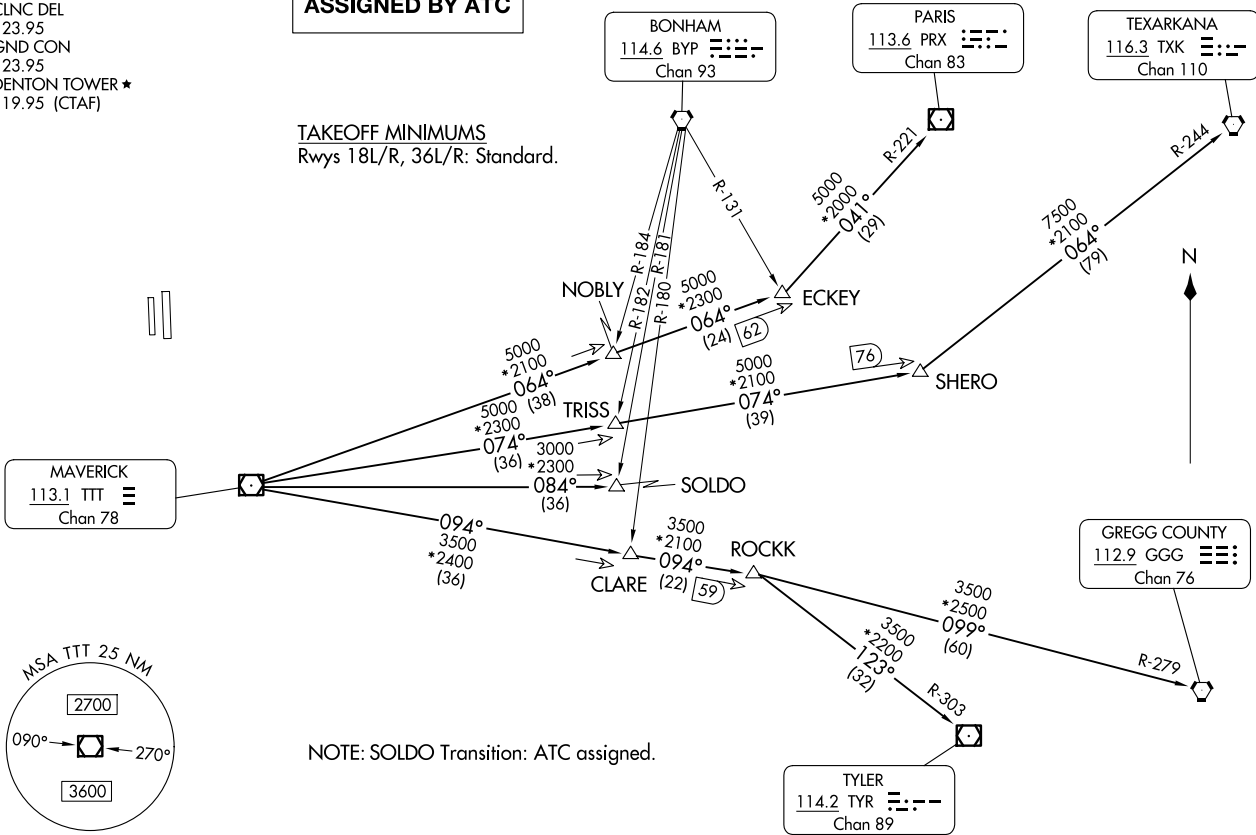 CLNC DEL
23.95
GND CON
23.95
DENTON TOWER ★
19.95 (CTAF)
ASSIGNED BY ATC
TAKEOFF MINIMUMS
Rwys 18L/R, 36L/R: Standard.
BONHAM
114.6 BYP
Chan 93
PARIS
113.6 PRX
Chan 83
TEXARKANA
116.3 TXK
Chan 110
R-221
R-244
R-131
5000
*2000
041°
(29)
7500
*2100
064°
(79)
N
R-184
R-181
R-182
R-180
NOBLY
5000
*2300
064°
(24)
62
ECKEY
5000
*2100
064°
(38)
TRISS
5000
*2100
074°
(39)
76
SHERO
5000
*2300
074°
(36)
3000
*2300
084°
(36)
SOLDO
MAVERICK
113.1 TTT
Chan 78
094°
3500
*2400
(36)
CLARE
3500
*2100
094°
(22)
59
ROCKK
GREGG COUNTY
112.9 GGG
Chan 76
3500
*2500
099°
(60)
R-279
3500
*2200
123°
(32)
R-303
MSA TTT 25 NM
2700
090°
270°
3600
NOTE: SOLDO Transition: ATC assigned.
TYLER
114.2 TYR
Chan 89